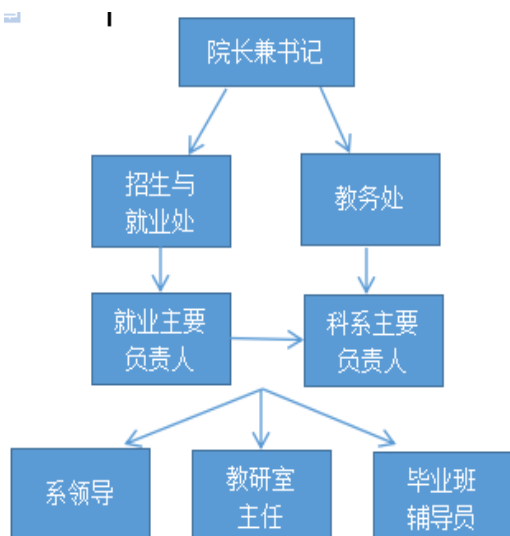 院长兼书记
招生与
就业处
教务处
就业主要
负责人
科系主要
负责人
系领导
教研室
主任
毕业班
辅导员